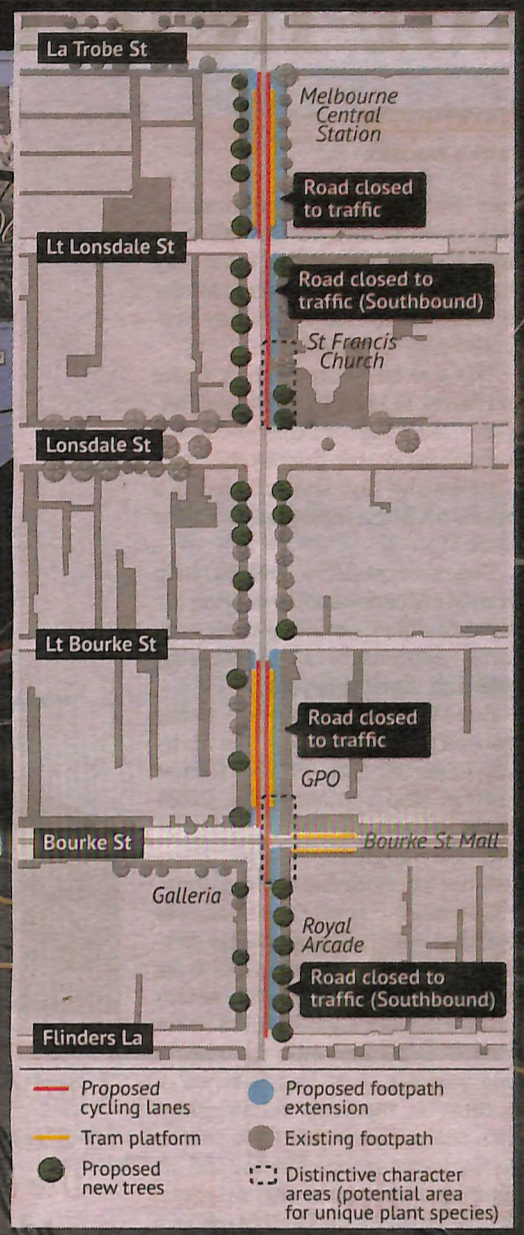 La Trobe St
Melbourne
Central
Station
Road closed
to traffic
Lt Lonsdale St
Road closed to
traffic (Southbound)
St Francis
Church
Lonsdale St
Lt Bourke St
Road closed
to traffic
GPO
Bourke St
Bourke St Mall
Galleria
Royal
Arcade
Road closed to
traffic (Southbound)
Flinders La
Proposed
cycling lanes
Tram platform
Proposed
new trees
Proposed footpath
extension
Existing footpath
Distinctive character
areas (potential area
for unique plant species)